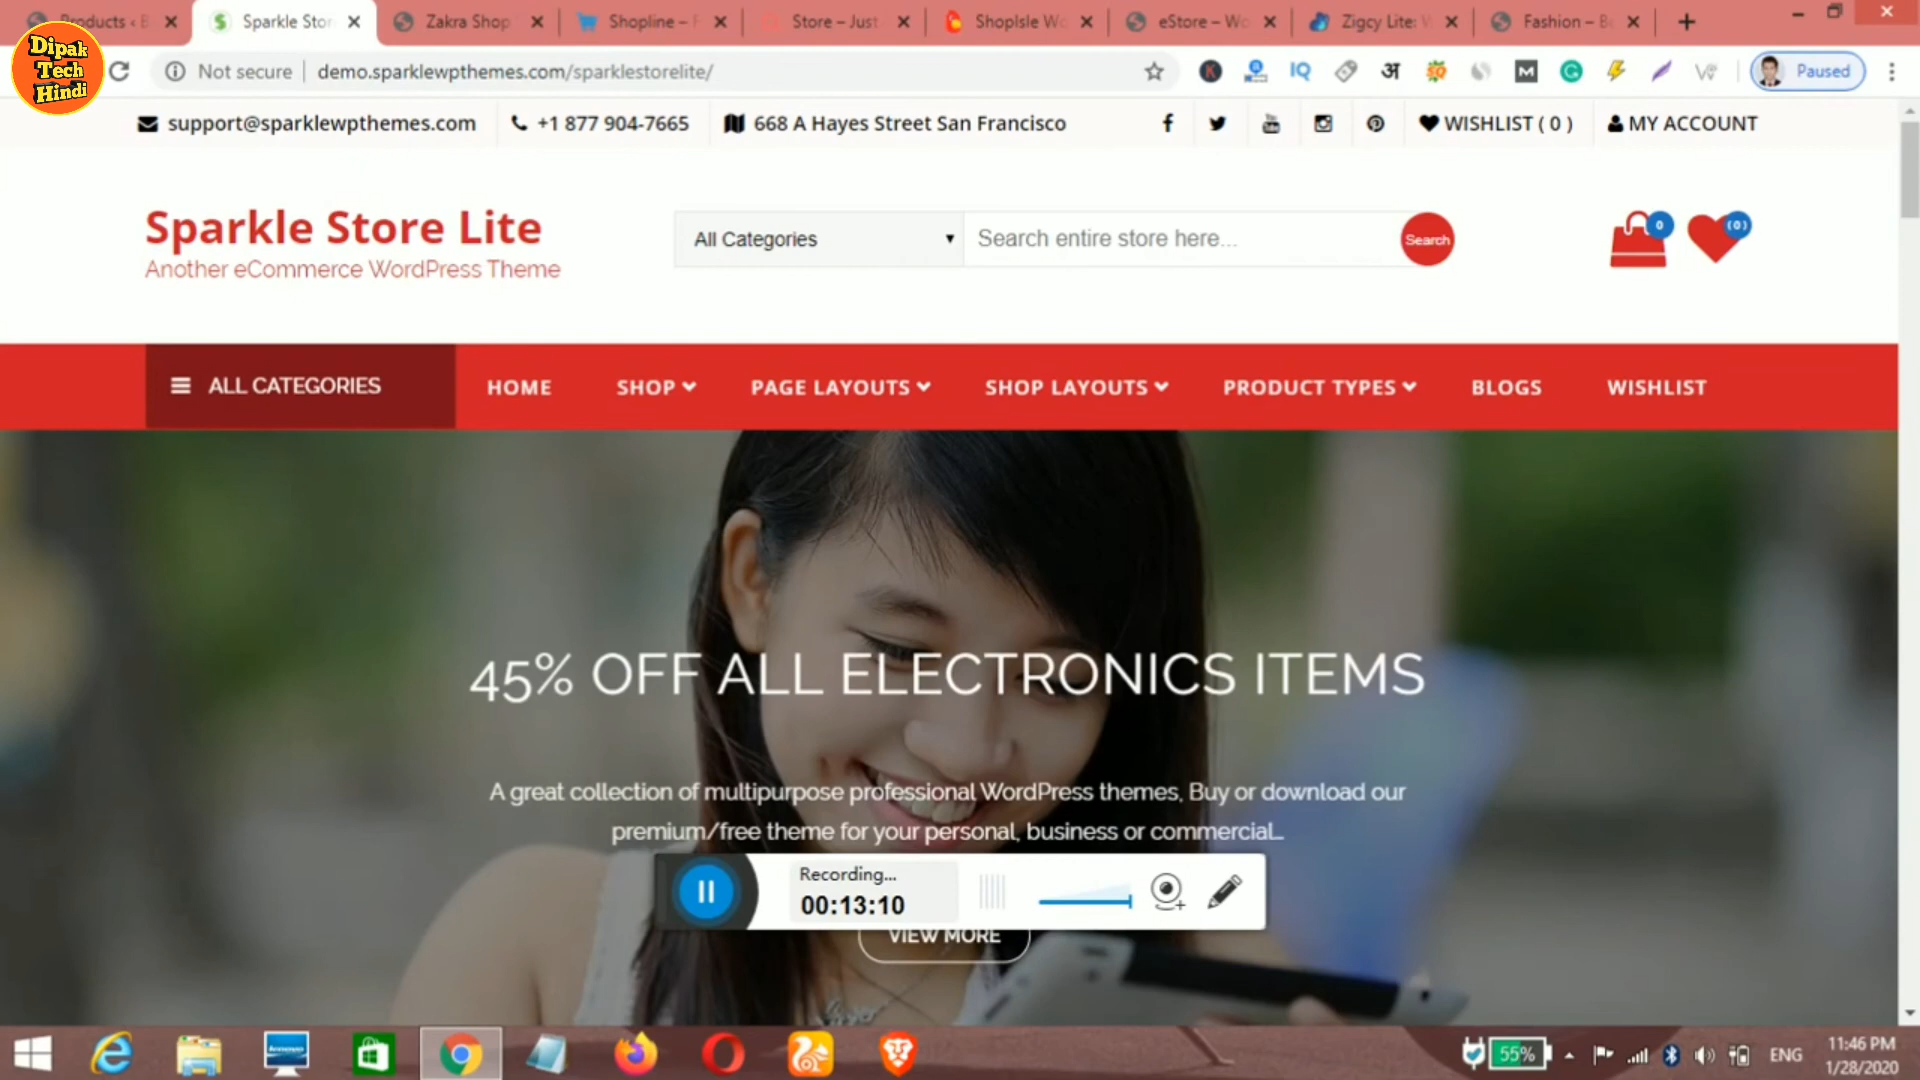 Products ‹ B
Sparkle Stor
Zakra Shop
Shopline – F
Store – Just
ShopIsle Wo
eStore – Wo
Zigcy Lite: W
Fashion – Be
Dipak
Tech
Hindi
Not secure
demo.sparklewpthemes.com/sparklestorelite/
IQ
अ
M
Paused
support@sparklewpthemes.com
+1 877 904-7665
668 A Hayes Street San Francisco
WISHLIST ( 0 )
MY ACCOUNT
Sparkle Store Lite
Another eCommerce WordPress Theme
All Categories
Search entire store here...
Search
0
(0)
ALL CATEGORIES
HOME
SHOP
PAGE LAYOUTS
SHOP LAYOUTS
PRODUCT TYPES
BLOGS
WISHLIST
45% OFF ALL ELECTRONICS ITEMS
A great collection of multipurpose professional WordPress themes, Buy or download our
premium/free theme for your personal, business or commercial...
Recording...
00:13:10
VIEW MORE
55%
ENG
11:46 PM
1/28/2020